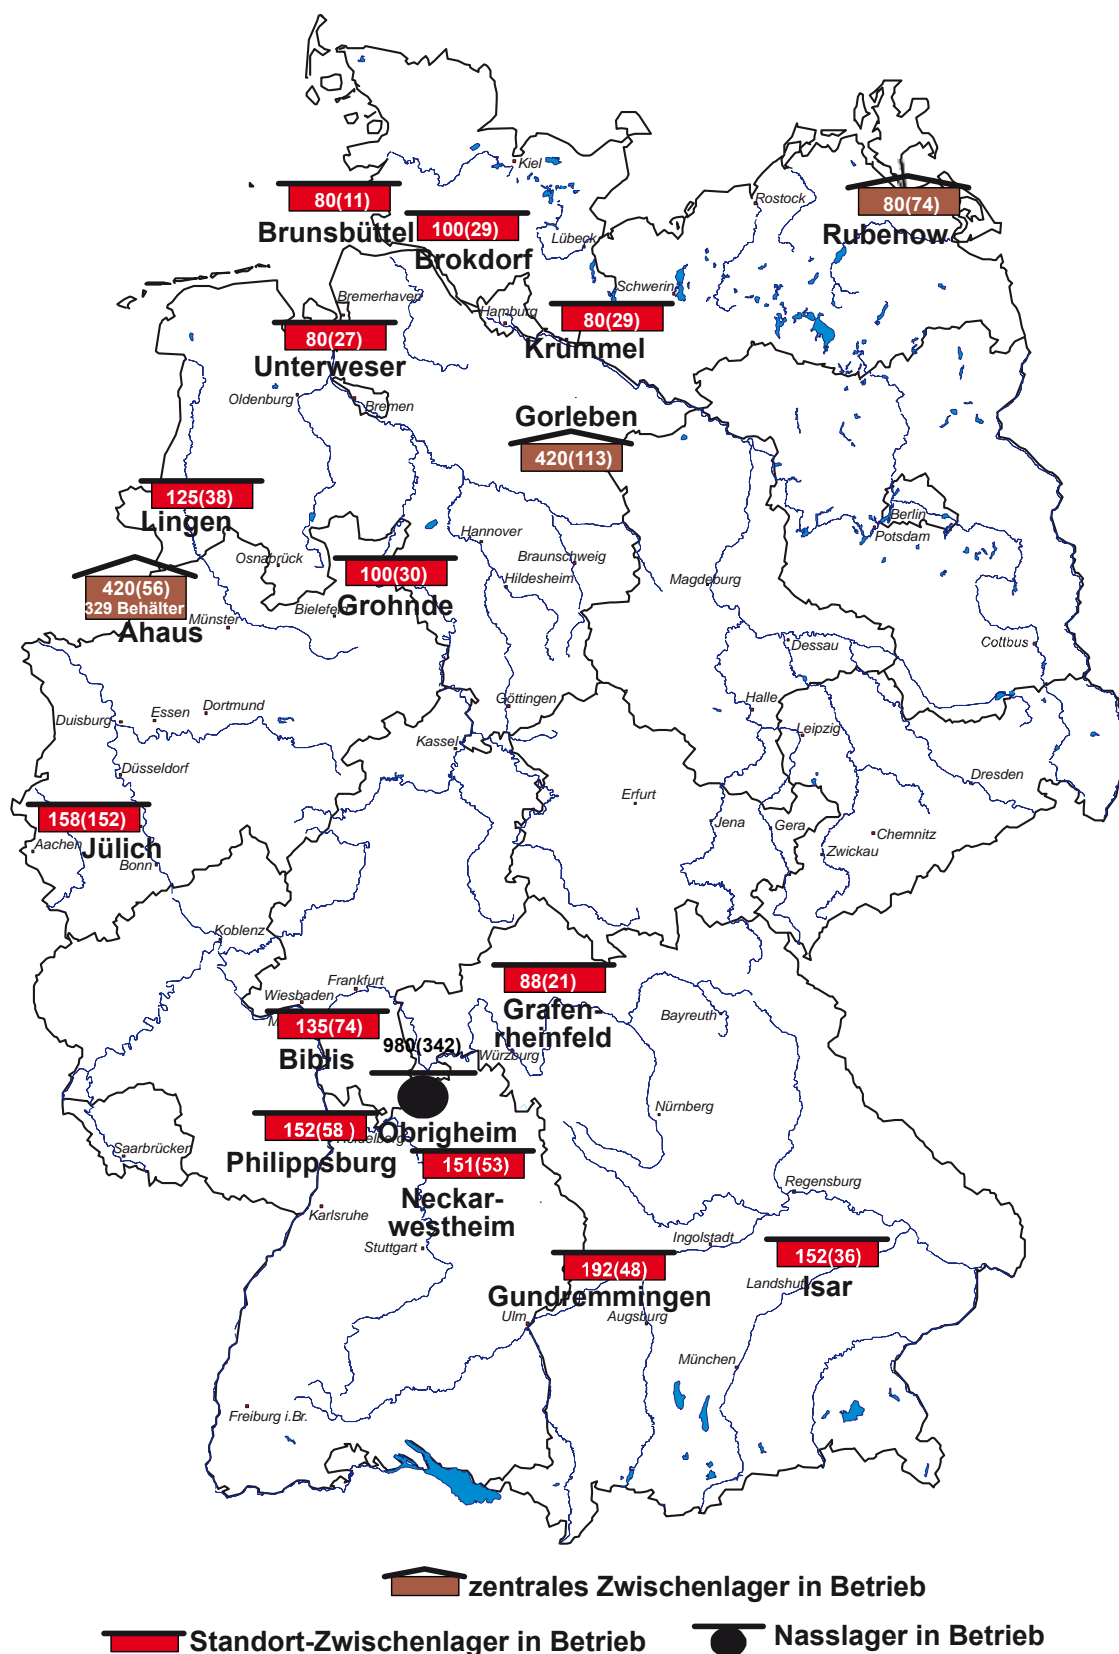 Kiel
80(11)
Brunsbüttel
100(29)
Brokdorf
Lübeck
Rostock
80(74)
Rubenow
Bremerhaven
Schwerin
Hamburg
80(29)
Krümmel
80(27)
Unterweser
Oldenburg
Bremen
Gorleben
420(113)
125(38)
Lingen
Berlin
Potsdam
Hannover
Braunschweig
Osnabrück
Hildesheim
Magdeburg
100(30)
Grohnde
420(56)
329 Behälter
Ahaus
Bielefeld
Münster
Dessau
Cottbus
Göttingen
Halle
Duisburg
Essen
Dortmund
Leipzig
Kassel
Düsseldorf
Dresden
Erfurt
158(152)
Jülich
Aachen
Jena
Gera
Chemnitz
Bonn
Zwickau
Koblenz
88(21)
Grafen-
rheinfeld
Frankfurt
Wiesbaden
Bayreuth
135(74)
Biblis
980(342)
Würzburg
Obrigheim
Nürnberg
152(58 )
Philippsburg
Heidelberg
Saarbrücken
151(53)
Neckar-
westheim
Regensburg
Karlsruhe
Stuttgart
Ingolstadt
152(36)
Isar
192(48)
Gundremmingen
Landshut
Ulm
Augsburg
München
Freiburg i.Br.
zentrales Zwischenlager in Betrieb
Standort-Zwischenlager in Betrieb
Nasslager in Betrieb